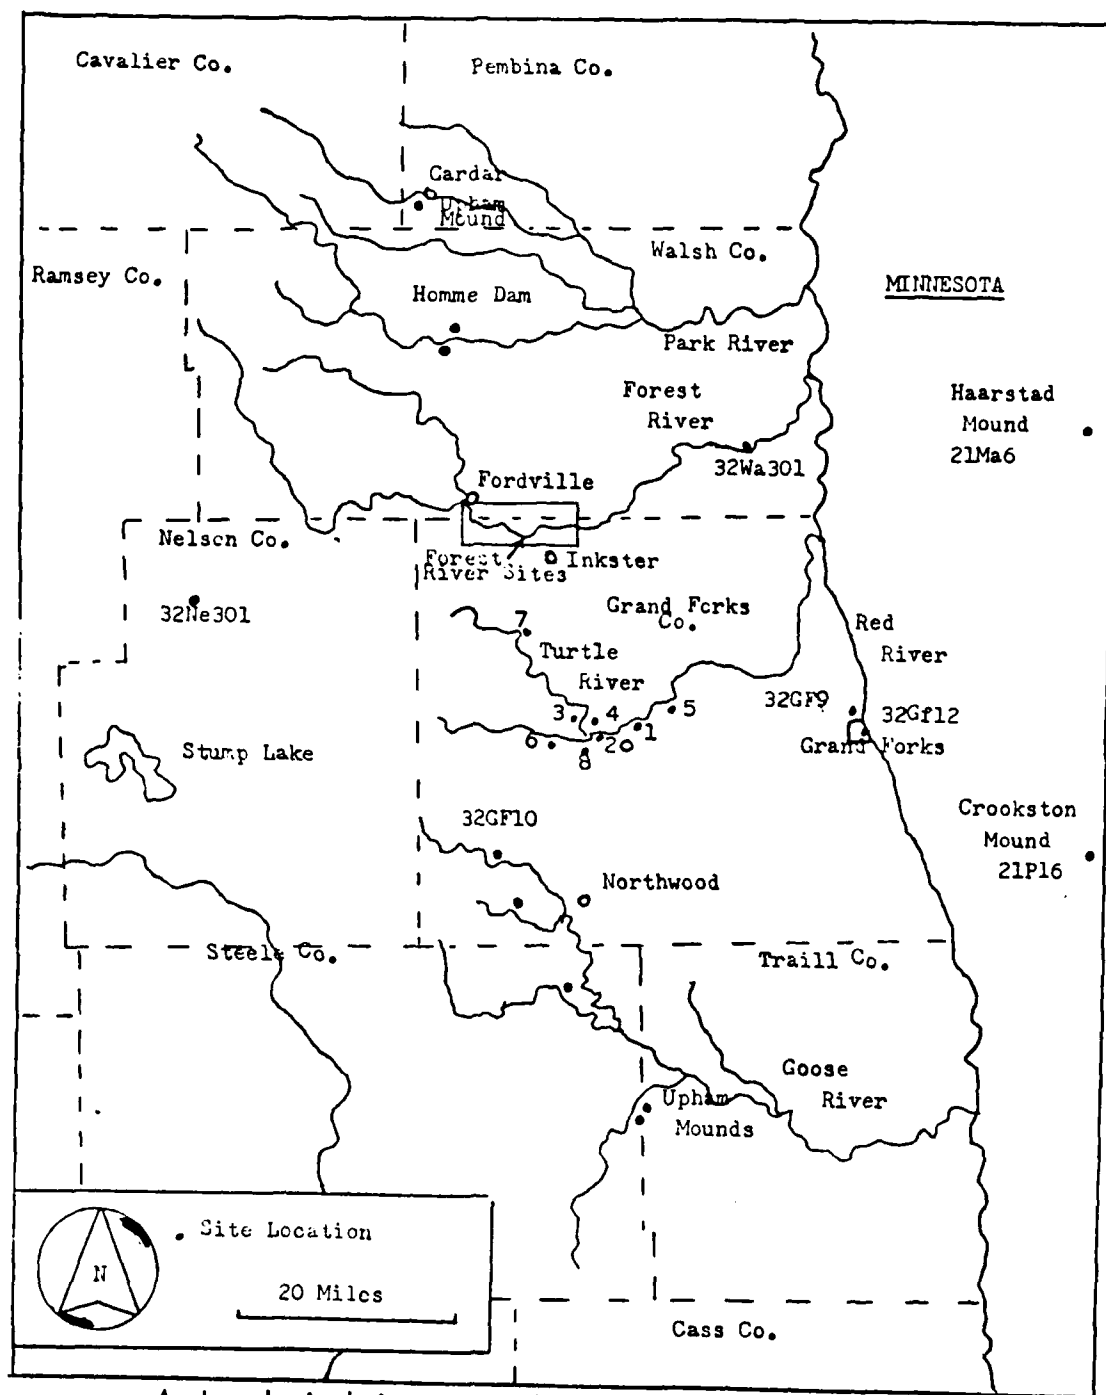 Cavalier Co.
Pembina Co.
Cardar
Upham
Mound
Walsh Co.
Ramsey Co.
MINNESOTA
Homme Dam
Park River
Forest
River
Haarstad
Mound
21Ma6
32Wa301
Fordville
Nelson Co.
Forest
River Sites
Inkster
32Ne301
Grand Forks
Co.
7
Turtle
River
Red
River
32GF9
32Gf12
Grand Forks
3
4
5
1
2
6
8
Stump Lake
32GF10
Crookston
Mound
21P16
Northwood
Steele Co.
Traill Co.
Goose
River
Upham
Mounds
Site Location
N
20 Miles
Cass Co.